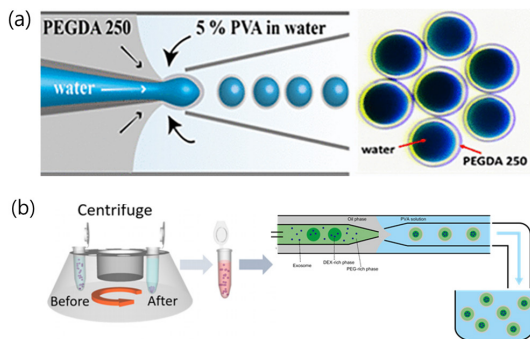 (a)
PEGDA 250
5 % PVA in water
water
water
PEGDA 250
(b)
Centrifuge
Before
After
Oil phase
PVA solution
Exosome
DEX-rich phase
PEG-rich phase